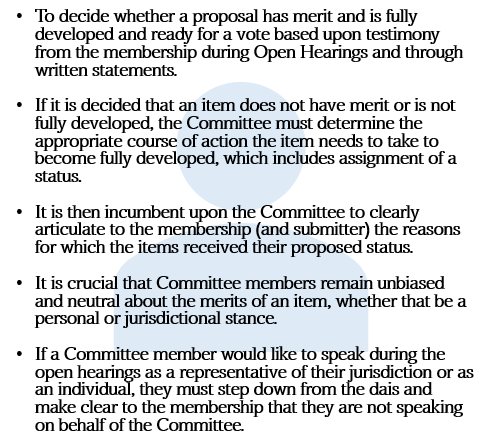 • To decide whether a proposal has merit and is fully
developed and ready for a vote based upon testimony
from the membership during Open Hearings and through
written statements.
• If it is decided that an item does not have merit or is not
fully developed, the Committee must determine the
appropriate course of action the item needs to take to
become fully developed, which includes assignment of a
status.
• It is then incumbent upon the Committee to clearly
articulate to the membership (and submitter) the reasons
for which the items received their proposed status.
• It is crucial that Committee members remain unbiased
and neutral about the merits of an item, whether that be a
personal or jurisdictional stance.
• If a Committee member would like to speak during the
open hearings as a representative of their jurisdiction or as
an individual, they must step down from the dais and
make clear to the membership that they are not speaking
on behalf of the Committee.